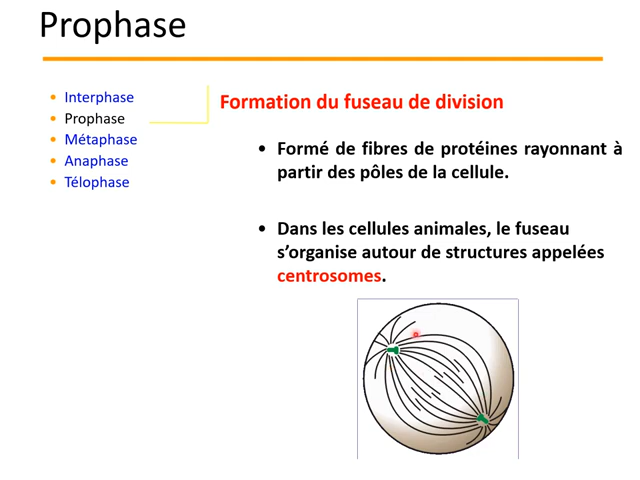 Prophase
• Interphase
• Prophase
• Métaphase
• Anaphase
• Télophase
Formation du fuseau de division
• Formé de fibres de protéines rayonnant à
partir des pôles de la cellule.
• Dans les cellules animales, le fuseau
s’organise autour de structures appelées
centrosomes.